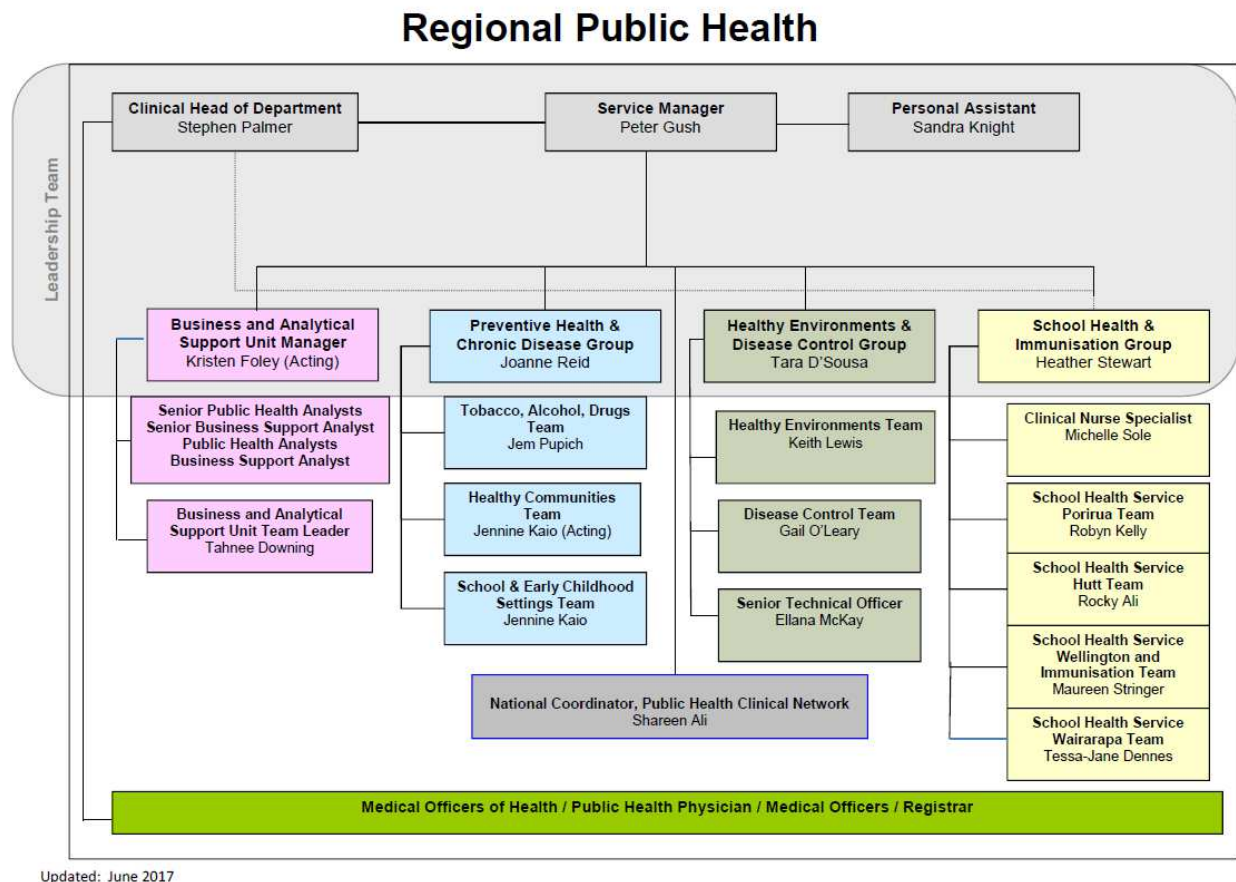 Regional Public Health
Leadership Team
Clinical Head of Department
Stephen Palmer
Service Manager
Peter Gush
Personal Assistant
Sandra Knight
Business and Analytical
Support Unit Manager
Kristen Foley (Acting)
Preventive Health &
Chronic Disease Group
Joanne Reid
Healthy Environments &
Disease Control Group
Tara D'Sousa
School Health &
Immunisation Group
Heather Stewart
Senior Public Health Analysts
Senior Business Support Analyst
Public Health Analysts
Business Support Analyst
Business and Analytical
Support Unit Team Leader
Tahnee Downing
Tobacco, Alcohol, Drugs
Team
Jem Pupich
Healthy Communities
Team
Jennine Kaio (Acting)
School & Early Childhood
Settings Team
Jennine Kaio
Healthy Environments Team
Keith Lewis
Disease Control Team
Gail O'Leary
Senior Technical Officer
Ellana McKay
Clinical Nurse Specialist
Michelle Sole
School Health Service
Porirua Team
Robyn Kelly
School Health Service
Hutt Team
Rocky Ali
School Health Service
Wellington and
Immunisation Team
Maureen Stringer
School Health Service
Wairarapa Team
Tessa-Jane Dennes
National Coordinator, Public Health Clinical Network
Shareen Ali
Medical Officers of Health / Public Health Physician / Medical Officers / Registrar
Updated: June 2017